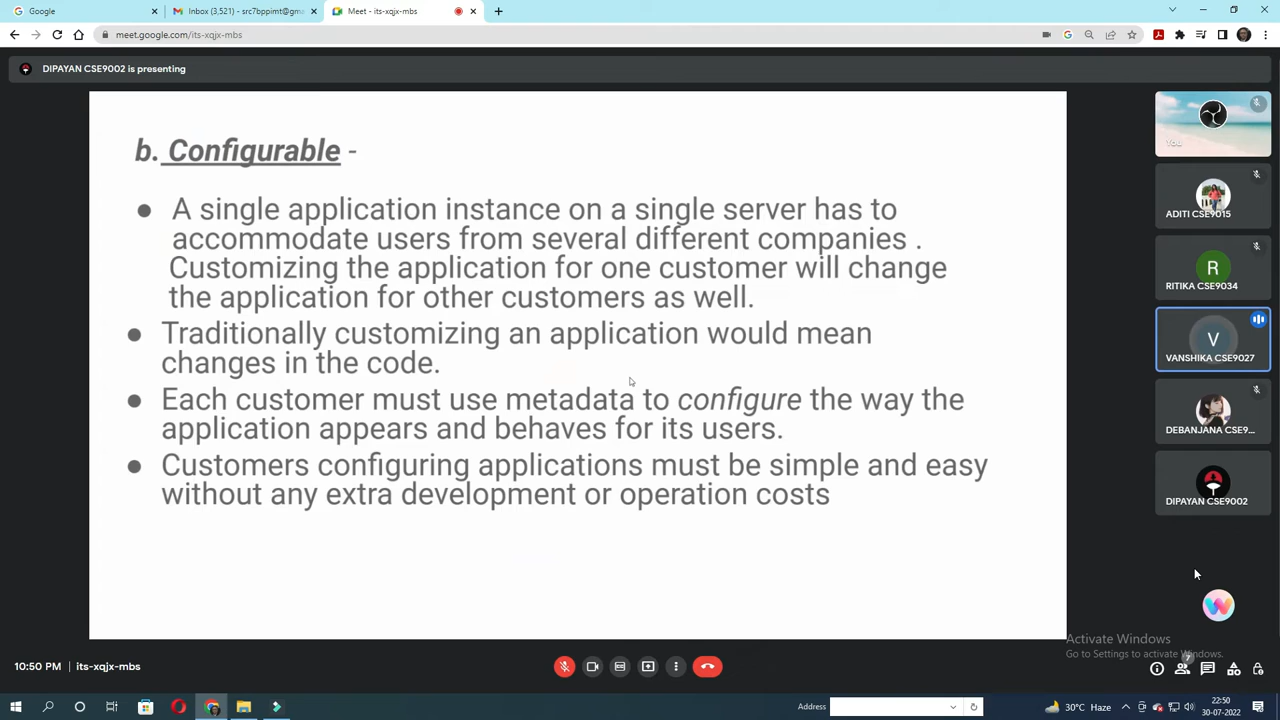 Google
Inbox (3,521) - src7bppimt@gm
Meet - its-xqjx-mbs
meet.google.com/its-xqjx-mbs
DIPAYAN CSE9002 is presenting
b. Configurable -
● A single application instance on a single server has to
accommodate users from several different companies .
Customizing the application for one customer will change
the application for other customers as well.
● Traditionally customizing an application would mean
changes in the code.
● Each customer must use metadata to configure the way the
application appears and behaves for its users.
● Customers configuring applications must be simple and easy
without any extra development or operation costs
You
ADITI CSE9015
R
RITIKA CSE9034
V
VANSHIKA CSE9027
DEBANJANA CSE9...
DIPAYAN CSE9002
Activate Windows
Go to Settings to activate Windows.
10:50 PM | its-xqjx-mbs
7
Address
30°C Haze
22:50
30-07-2022